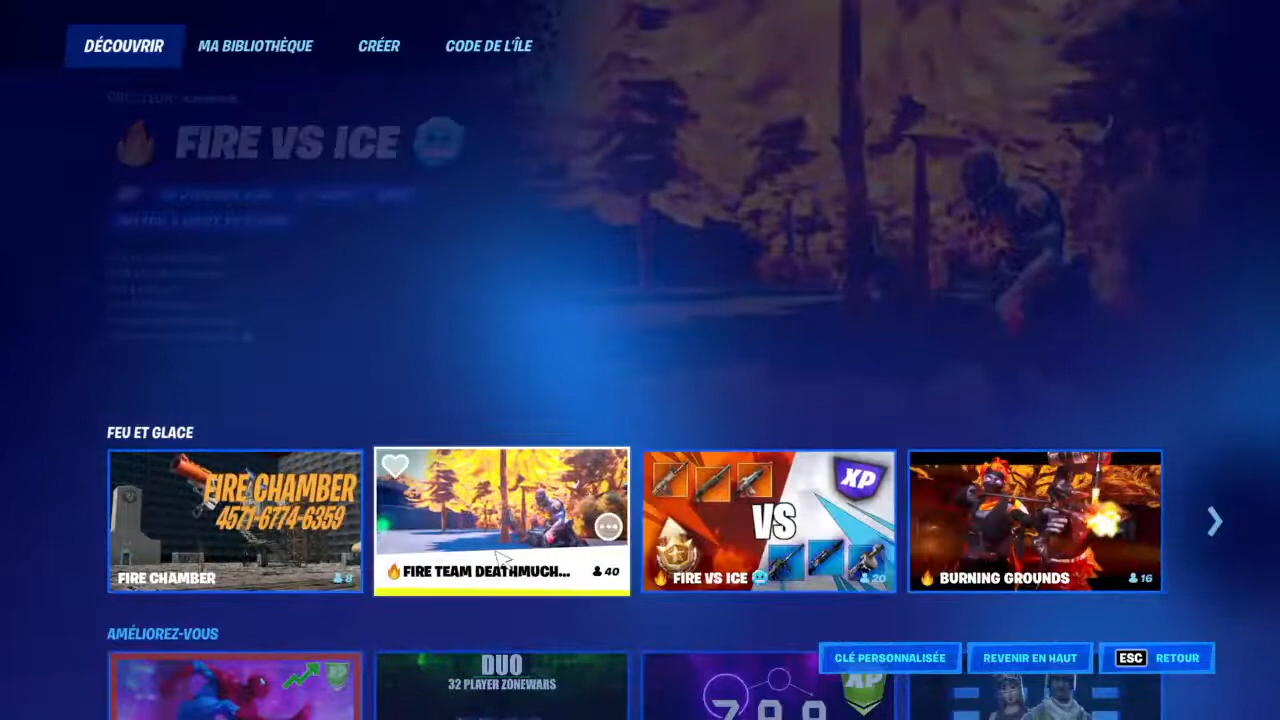 DÉCOUVRIR
MA BIBLIOTHÈQUE
CRÉER
CODE DE L'ÎLE
FIRE VS ICE
FEU ET GLACE
FIRE CHAMBER
4571-6774-6359
FIRE CHAMBER
8
FIRE TEAM DEATHMUCH...
40
XP
VS
FIRE VS ICE
20
BURNING GROUNDS
16
AMÉLIOREZ-VOUS
XP
DUO
32 PLAYER ZONEWARS
XP
CLÉ PERSONNALISÉE
REVENIR EN HAUT
ESC RETOUR